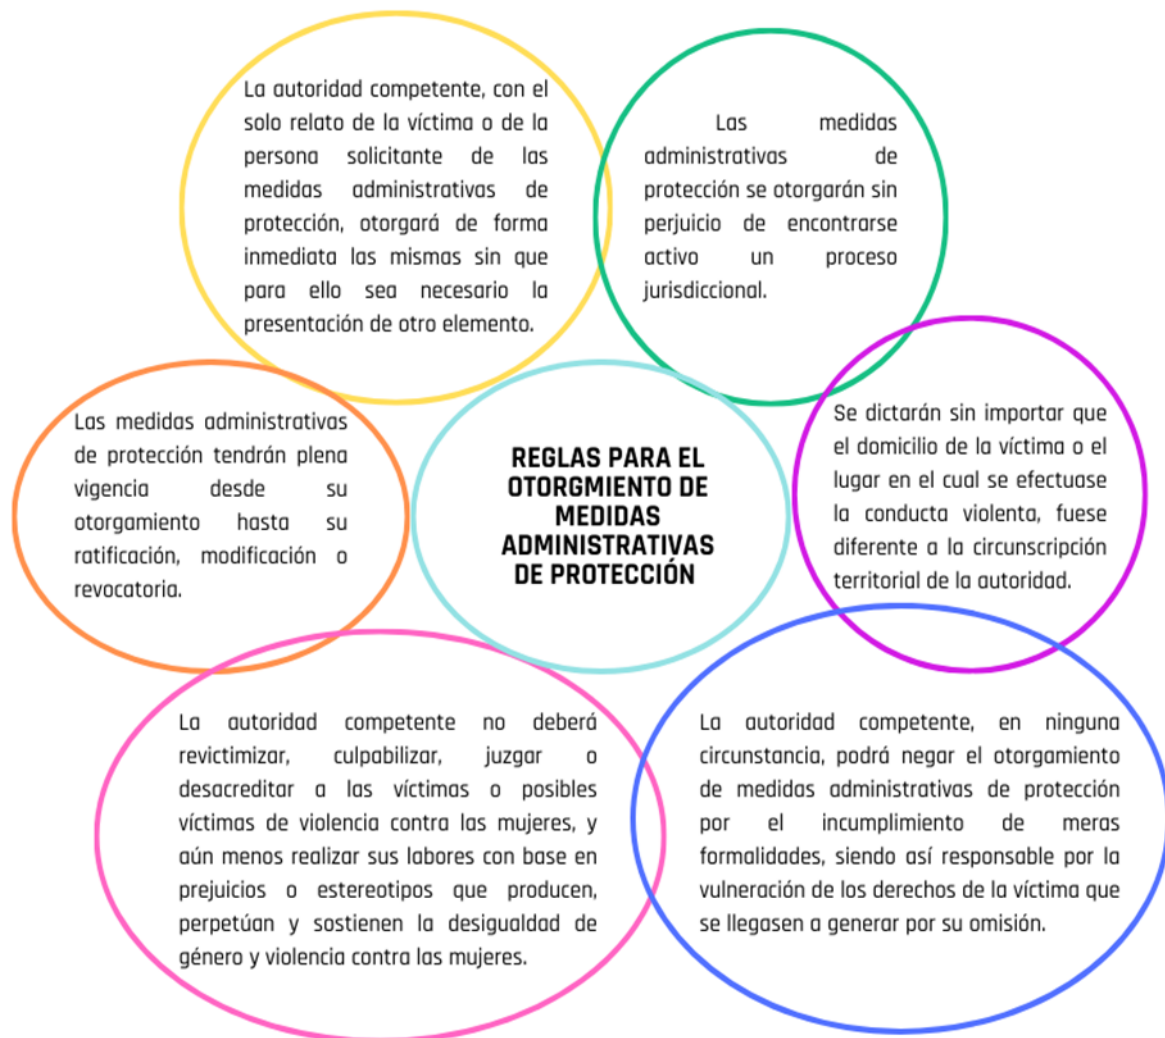 La autoridad competente, con el
solo relato de la víctima o de la
persona solicitante de las
medidas administrativas de
protección, otorgará de forma
inmediata las mismas sin que
para ello sea necesario la
presentación de otro elemento.
Las medidas
administrativas de
protección se otorgarán sin
perjuicio de encontrarse
activo un proceso
jurisdiccional.
Las medidas administrativas
de protección tendrán plena
vigencia desde su
otorgamiento hasta su
ratificación, modificación o
revocatoria.
REGLAS PARA EL
OTORGMIENTO DE
MEDIDAS
ADMINISTRATIVAS
DE PROTECCIÓN
Se dictarán sin importar que
el domicilio de la víctima o el
lugar en el cual se efectuase
la conducta violenta, fuese
diferente a la circunscripción
territorial de la autoridad.
La autoridad competente no deberá
revictimizar, culpabilizar, juzgar o
desacreditar a las víctimas o posibles
víctimas de violencia contra las mujeres, y
aún menos realizar sus labores con base en
prejuicios o estereotipos que producen,
perpetúan y sostienen la desigualdad de
género y violencia contra las mujeres.
La autoridad competente, en ninguna
circunstancia, podrá negar el otorgamiento
de medidas administrativas de protección
por el incumplimiento de meras
formalidades, siendo así responsable por la
vulneración de los derechos de la víctima que
se llegasen a generar por su omisión.